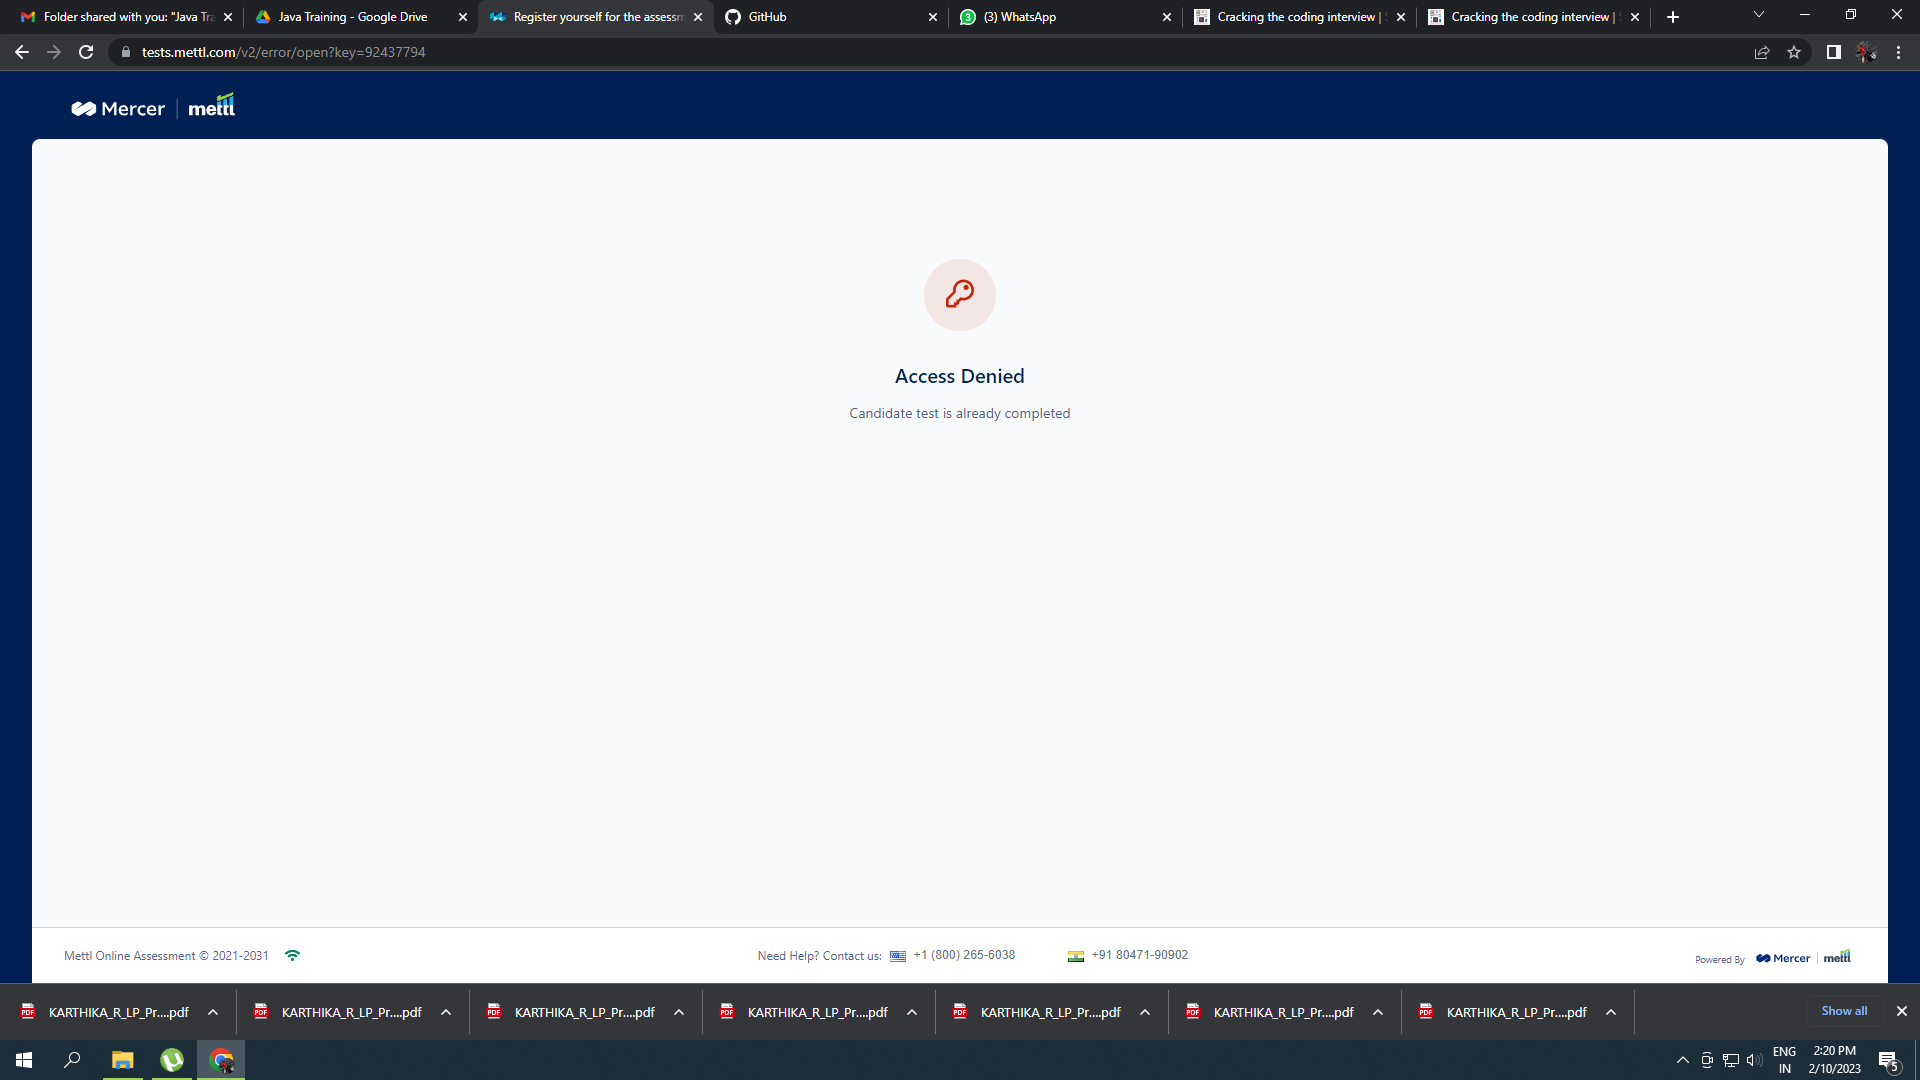 Folder shared with you: "Java Tra
Java Training - Google Drive
Register yourself for the assessm
GitHub
(3) WhatsApp
Cracking the coding interview |
Cracking the coding interview |
tests.mettl.com/v2/error/open?key=92437794
Mercer | mettl
Access Denied
Candidate test is already completed
Mettl Online Assessment © 2021-2031
Need Help? Contact us: +1 (800) 265-6038 +91 80471-90902
Powered By Mercer | mettl
KARTHIKA_R_LP_Pr....pdf
KARTHIKA_R_LP_Pr....pdf
KARTHIKA_R_LP_Pr....pdf
KARTHIKA_R_LP_Pr....pdf
KARTHIKA_R_LP_Pr....pdf
KARTHIKA_R_LP_Pr....pdf
KARTHIKA_R_LP_Pr....pdf
Show all
ENG
IN
2:20 PM
2/10/2023
5